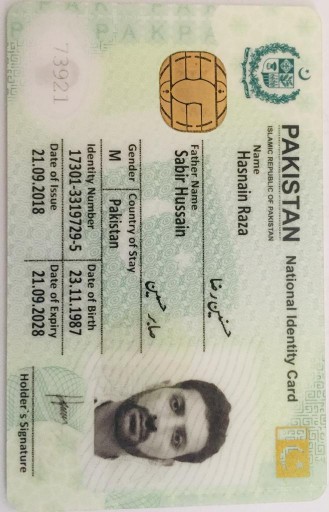 PAKISTAN National Identity Card
ISLAMIC REPUBLIC OF PAKISTAN
Name
Hasnain Raza
حسنین رضا
Father Name
Sabir Hussain
صابر حسین
Gender
M
Country of Stay
Pakistan
Identity Number
17301-3319729-5
Date of Birth
23.11.1987
Date of Issue
21.09.2018
Date of Expiry
21.09.2028
Holder's Signature
73921
PAKPA